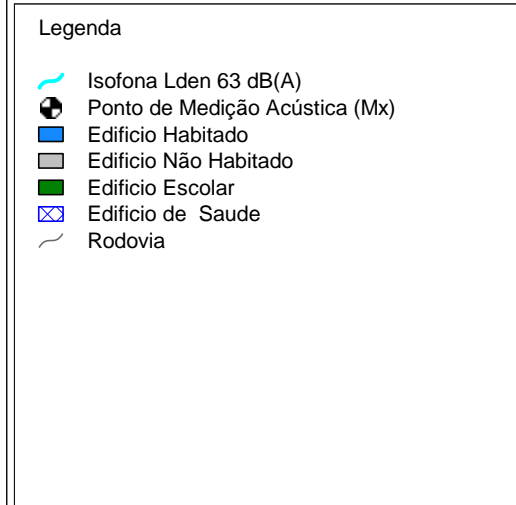 Legenda
Isofona Lden 63 dB(A)
Ponto de Medição Acústica (Mx)
Edificio Habitado
Edificio Não Habitado
Edificio Escolar
Edificio de Saude
Rodovia